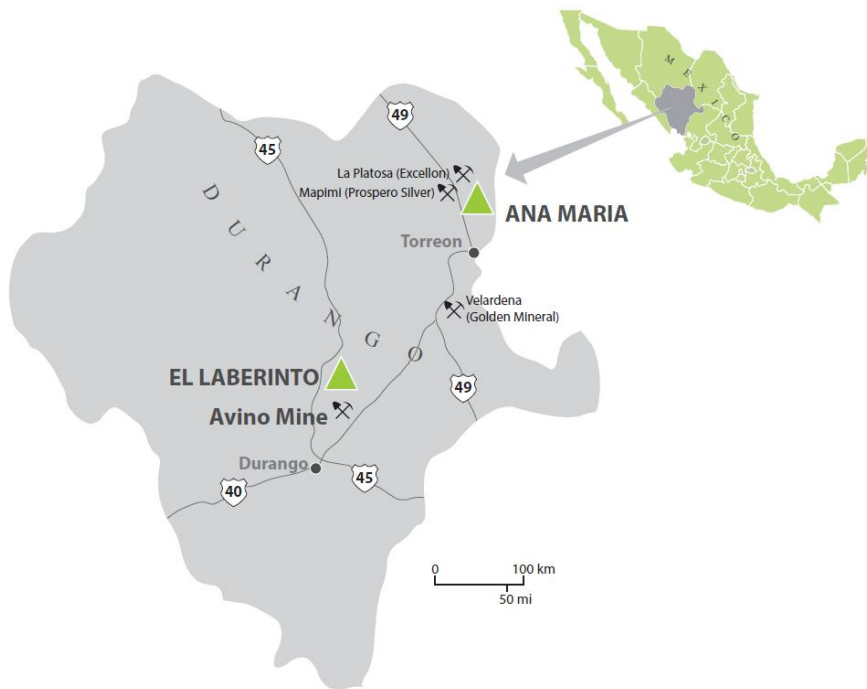 MEXICO
49
45
La Platosa (Excellon)
Mapimi (Prospero Silver)
ANA MARIA
DURANGO
Torreon
Velardena
(Golden Mineral)
EL LABERINTO
49
Avino Mine
Durango
45
40
0 100 km
50 mi